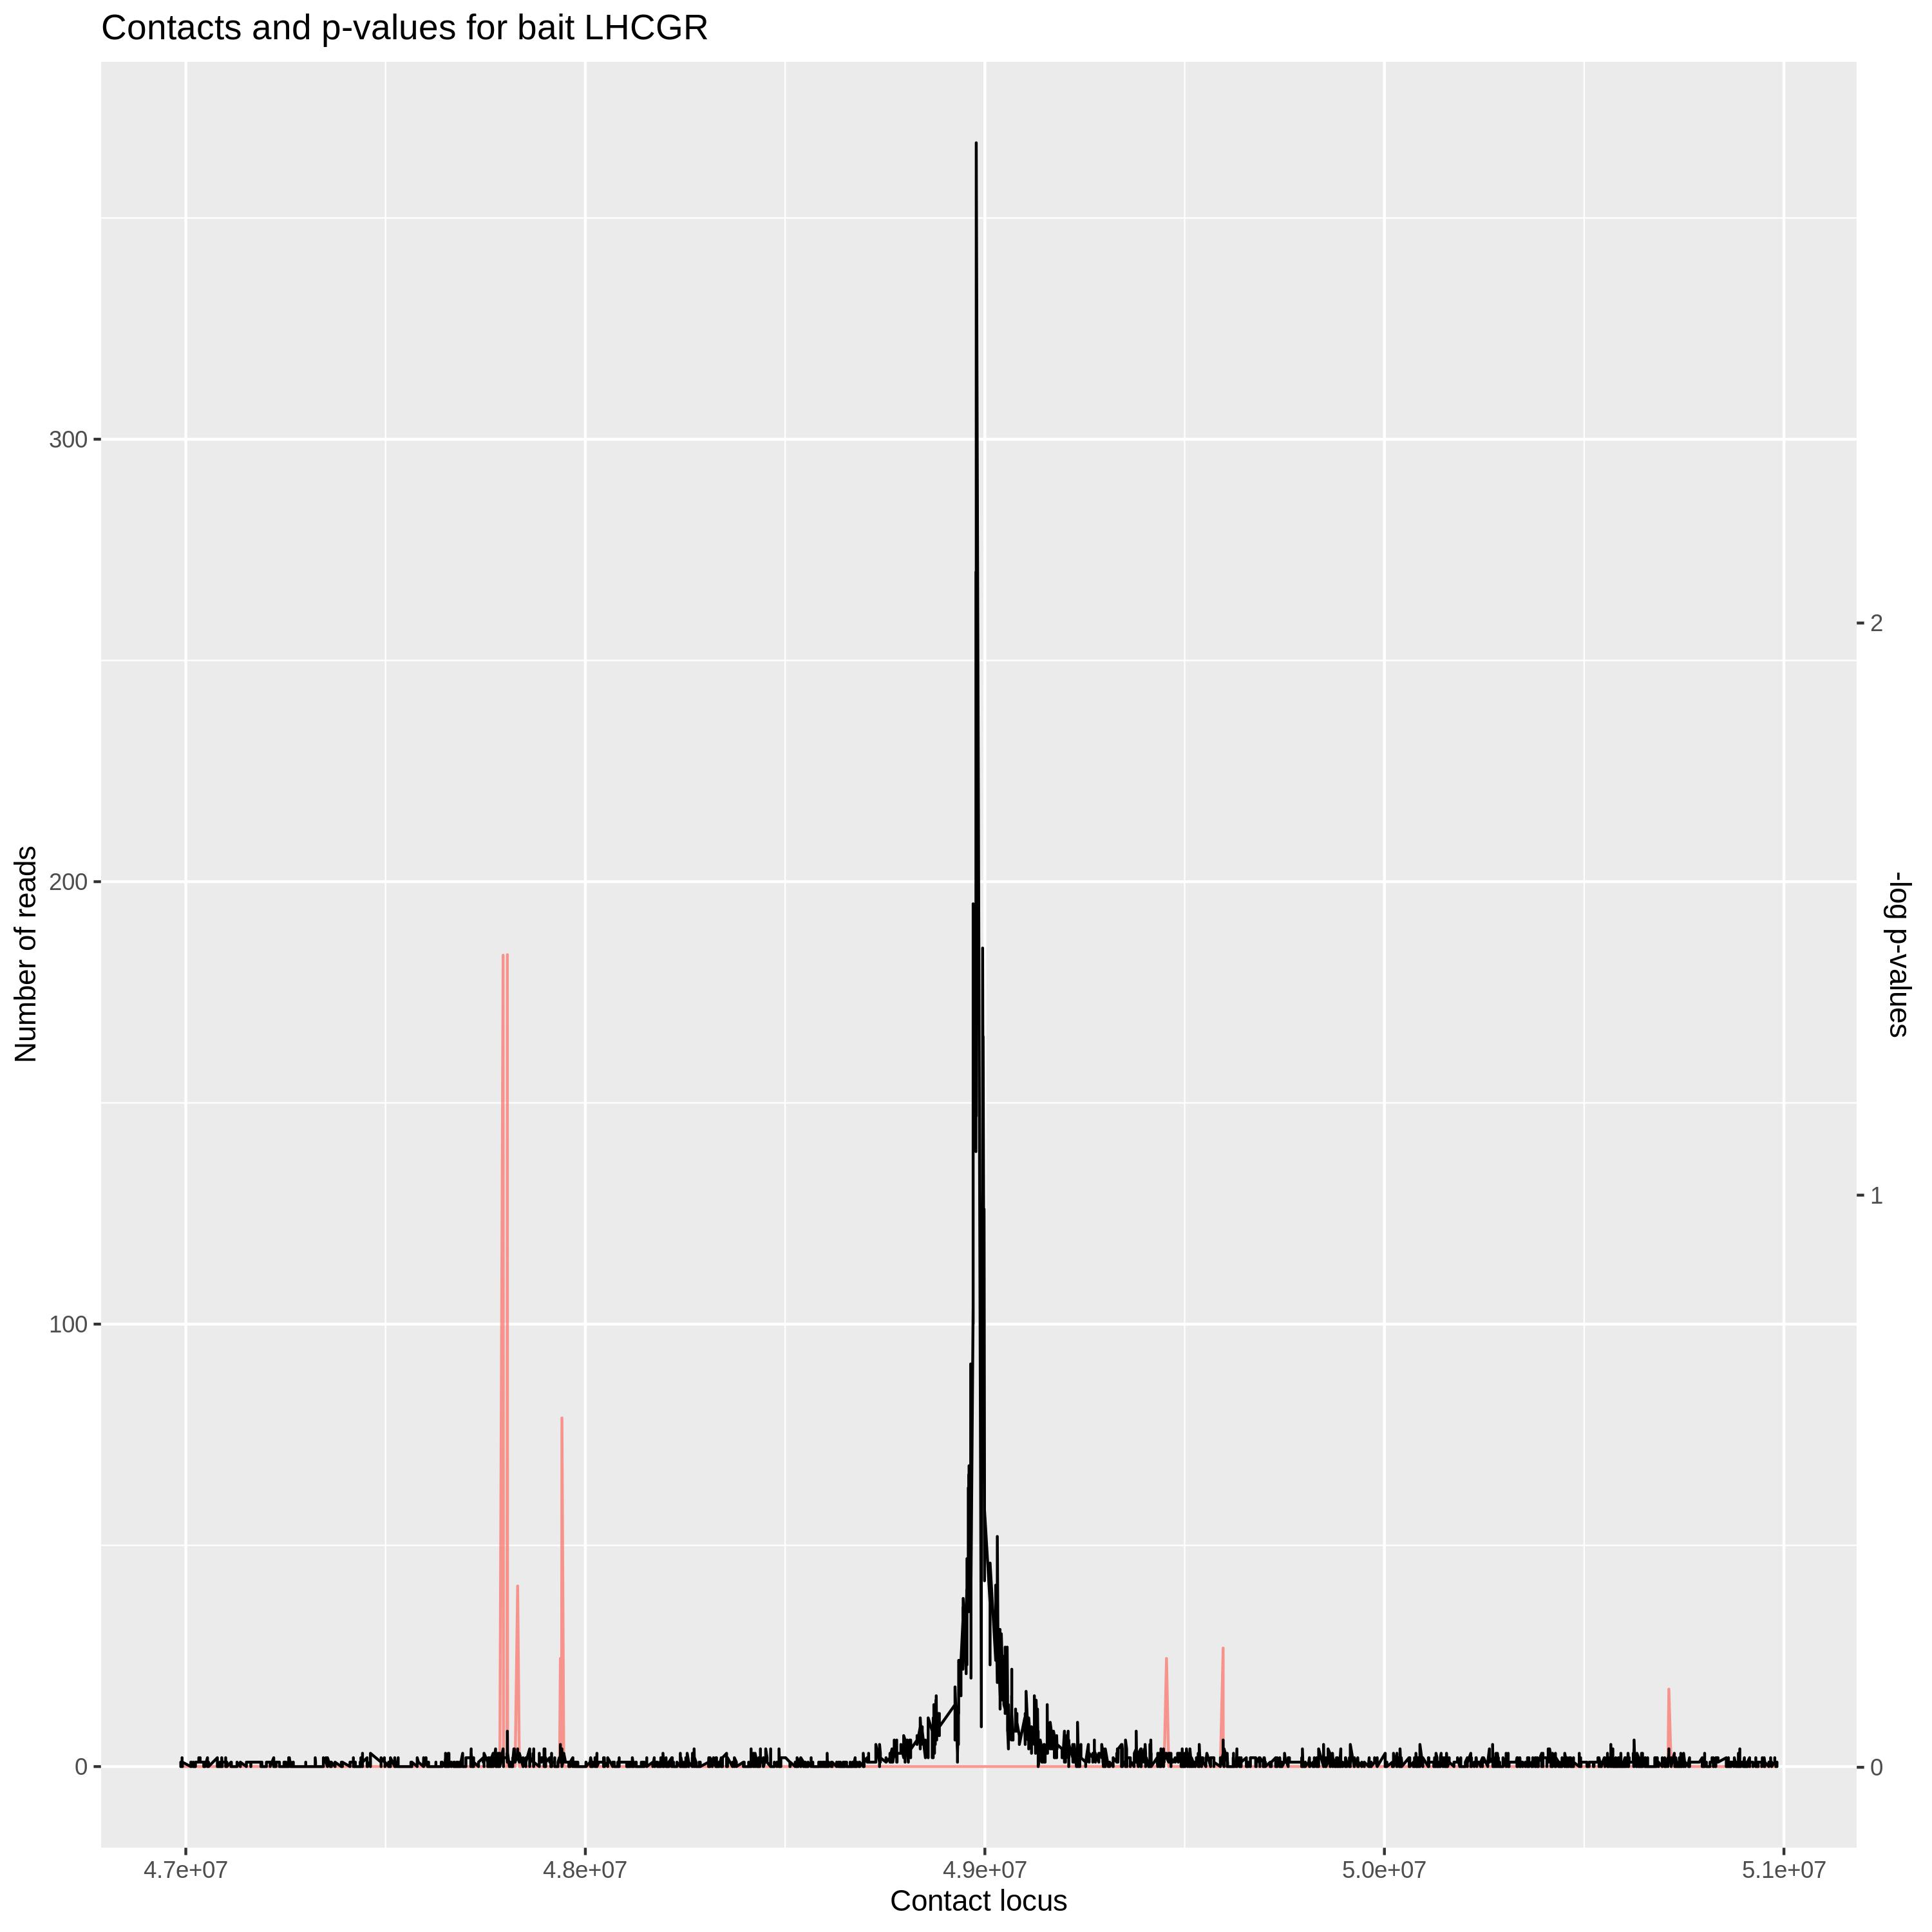 Contacts and p-values for bait LHCGR
Number of reads
300
200
100
0
-log p-values
2
1
0
4.7e+07
4.8e+07
4.9e+07
5.0e+07
5.1e+07
Contact locus